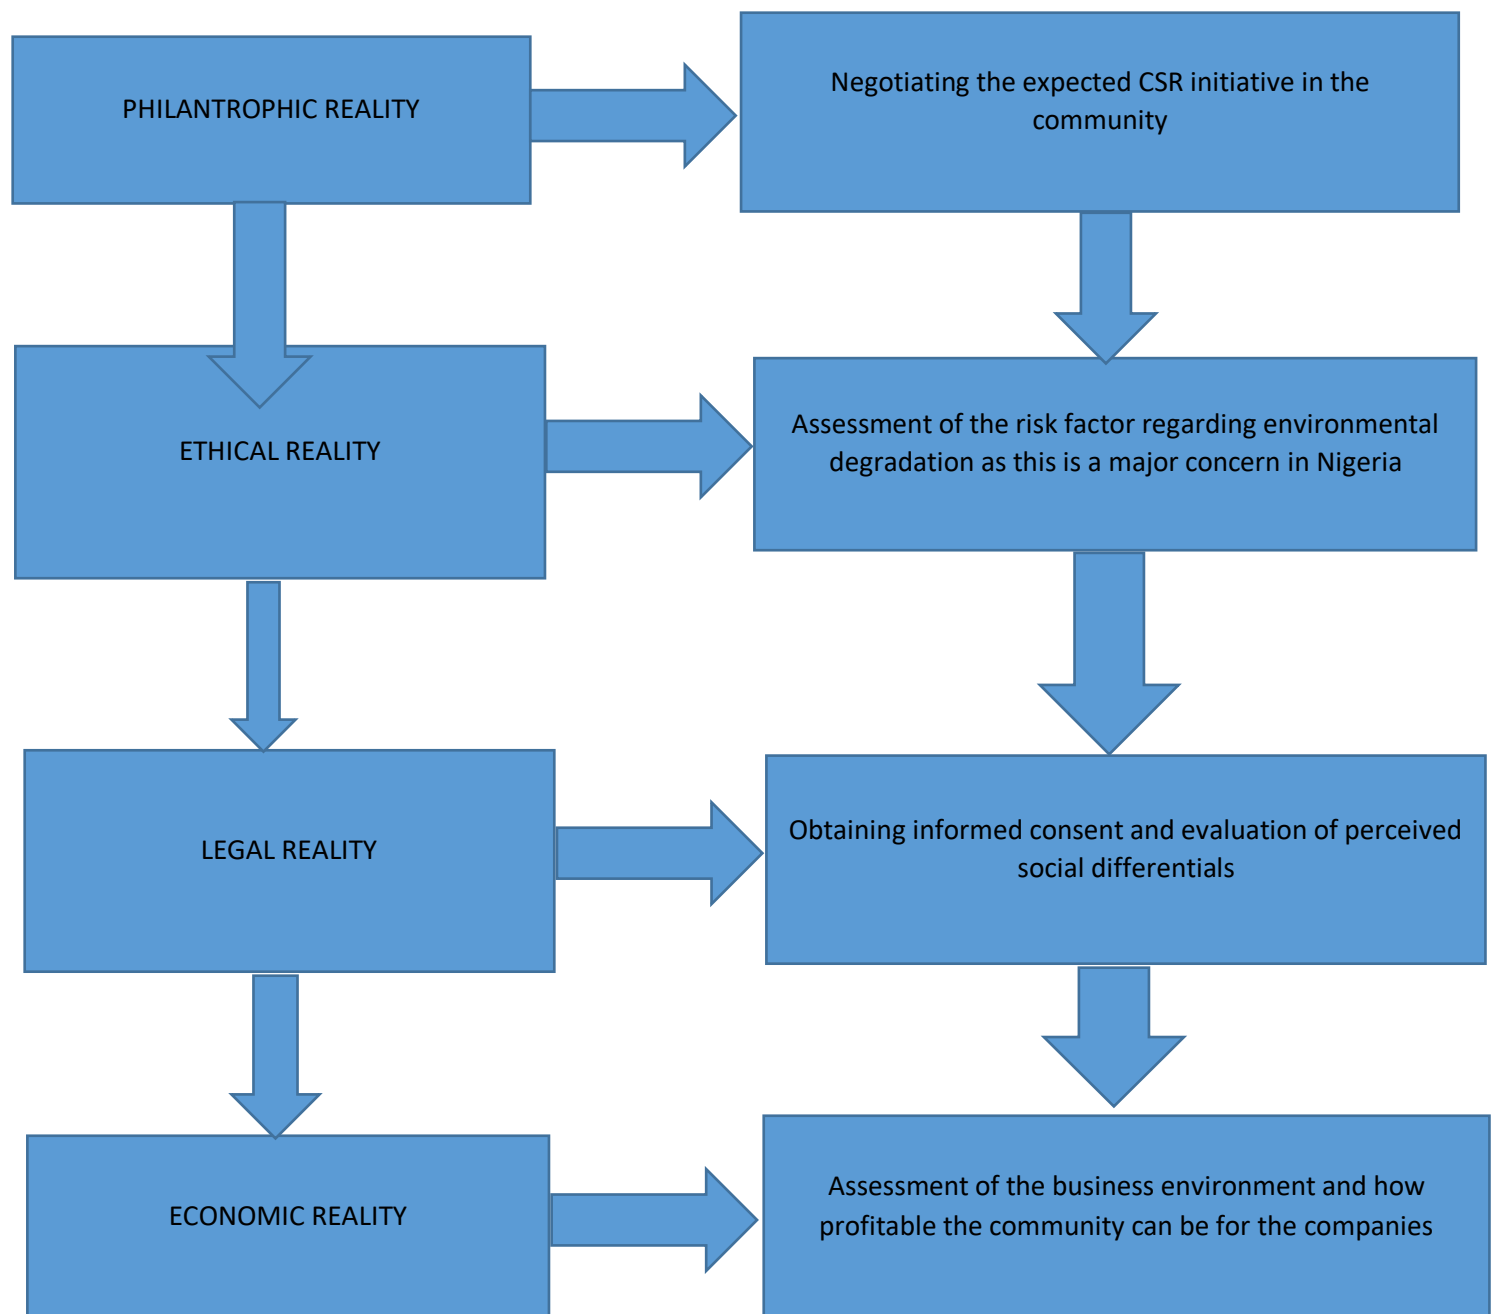 PHILANTROPHIC REALITY
Negotiating the expected CSR initiative in the
community
ETHICAL REALITY
Assessment of the risk factor regarding environmental
degradation as this is a major concern in Nigeria
LEGAL REALITY
Obtaining informed consent and evaluation of perceived
social differentials
ECONOMIC REALITY
Assessment of the business environment and how
profitable the community can be for the companies